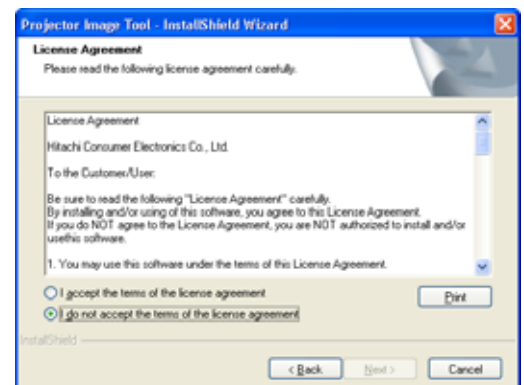 Projector Image Tool - InstallShield Wizard
License Agreement
Please read the following license agreement carefully.
License Agreement
Hitachi Consumer Electronics Co., Ltd.
To the Customer/User:
Be sure to read the following "License Agreement" carefully.
By installing and/or using of this software, you agree to this License Agreement.
If you do NOT agree to the License Agreement, you are NOT authorized to install and/or
usethis software.
1. You may use this software under the terms of this License Agreement.
I accept the terms of the license agreement
Print
I do not accept the terms of the license agreement
InstallShield
< Back
Next >
Cancel